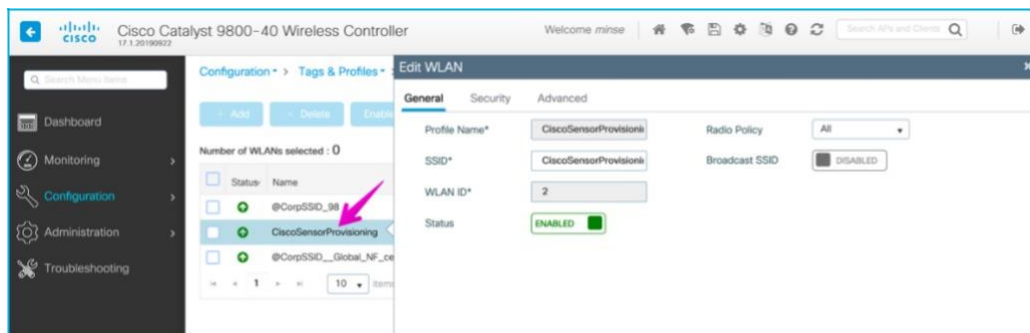 CISCO
Cisco Catalyst 9800-40 Wireless Controller
17.1.20190922
Welcome minse
Search APs and Clients
Search Menu Items
Dashboard
Monitoring
Configuration
Administration
Troubleshooting
Configuration > Tags & Profiles
Add
Delete
Enable
Number of WLANs selected : 0
Status Name
@CorpSSID_98
CiscoSensorProvisioning
@CorpSSID__Global_NF_ce
1 10 items
Edit WLAN
General Security Advanced
Profile Name* CiscoSensorProvisioni
SSID* CiscoSensorProvisioni
WLAN ID* 2
Status ENABLED
Radio Policy All
Broadcast SSID DISABLED